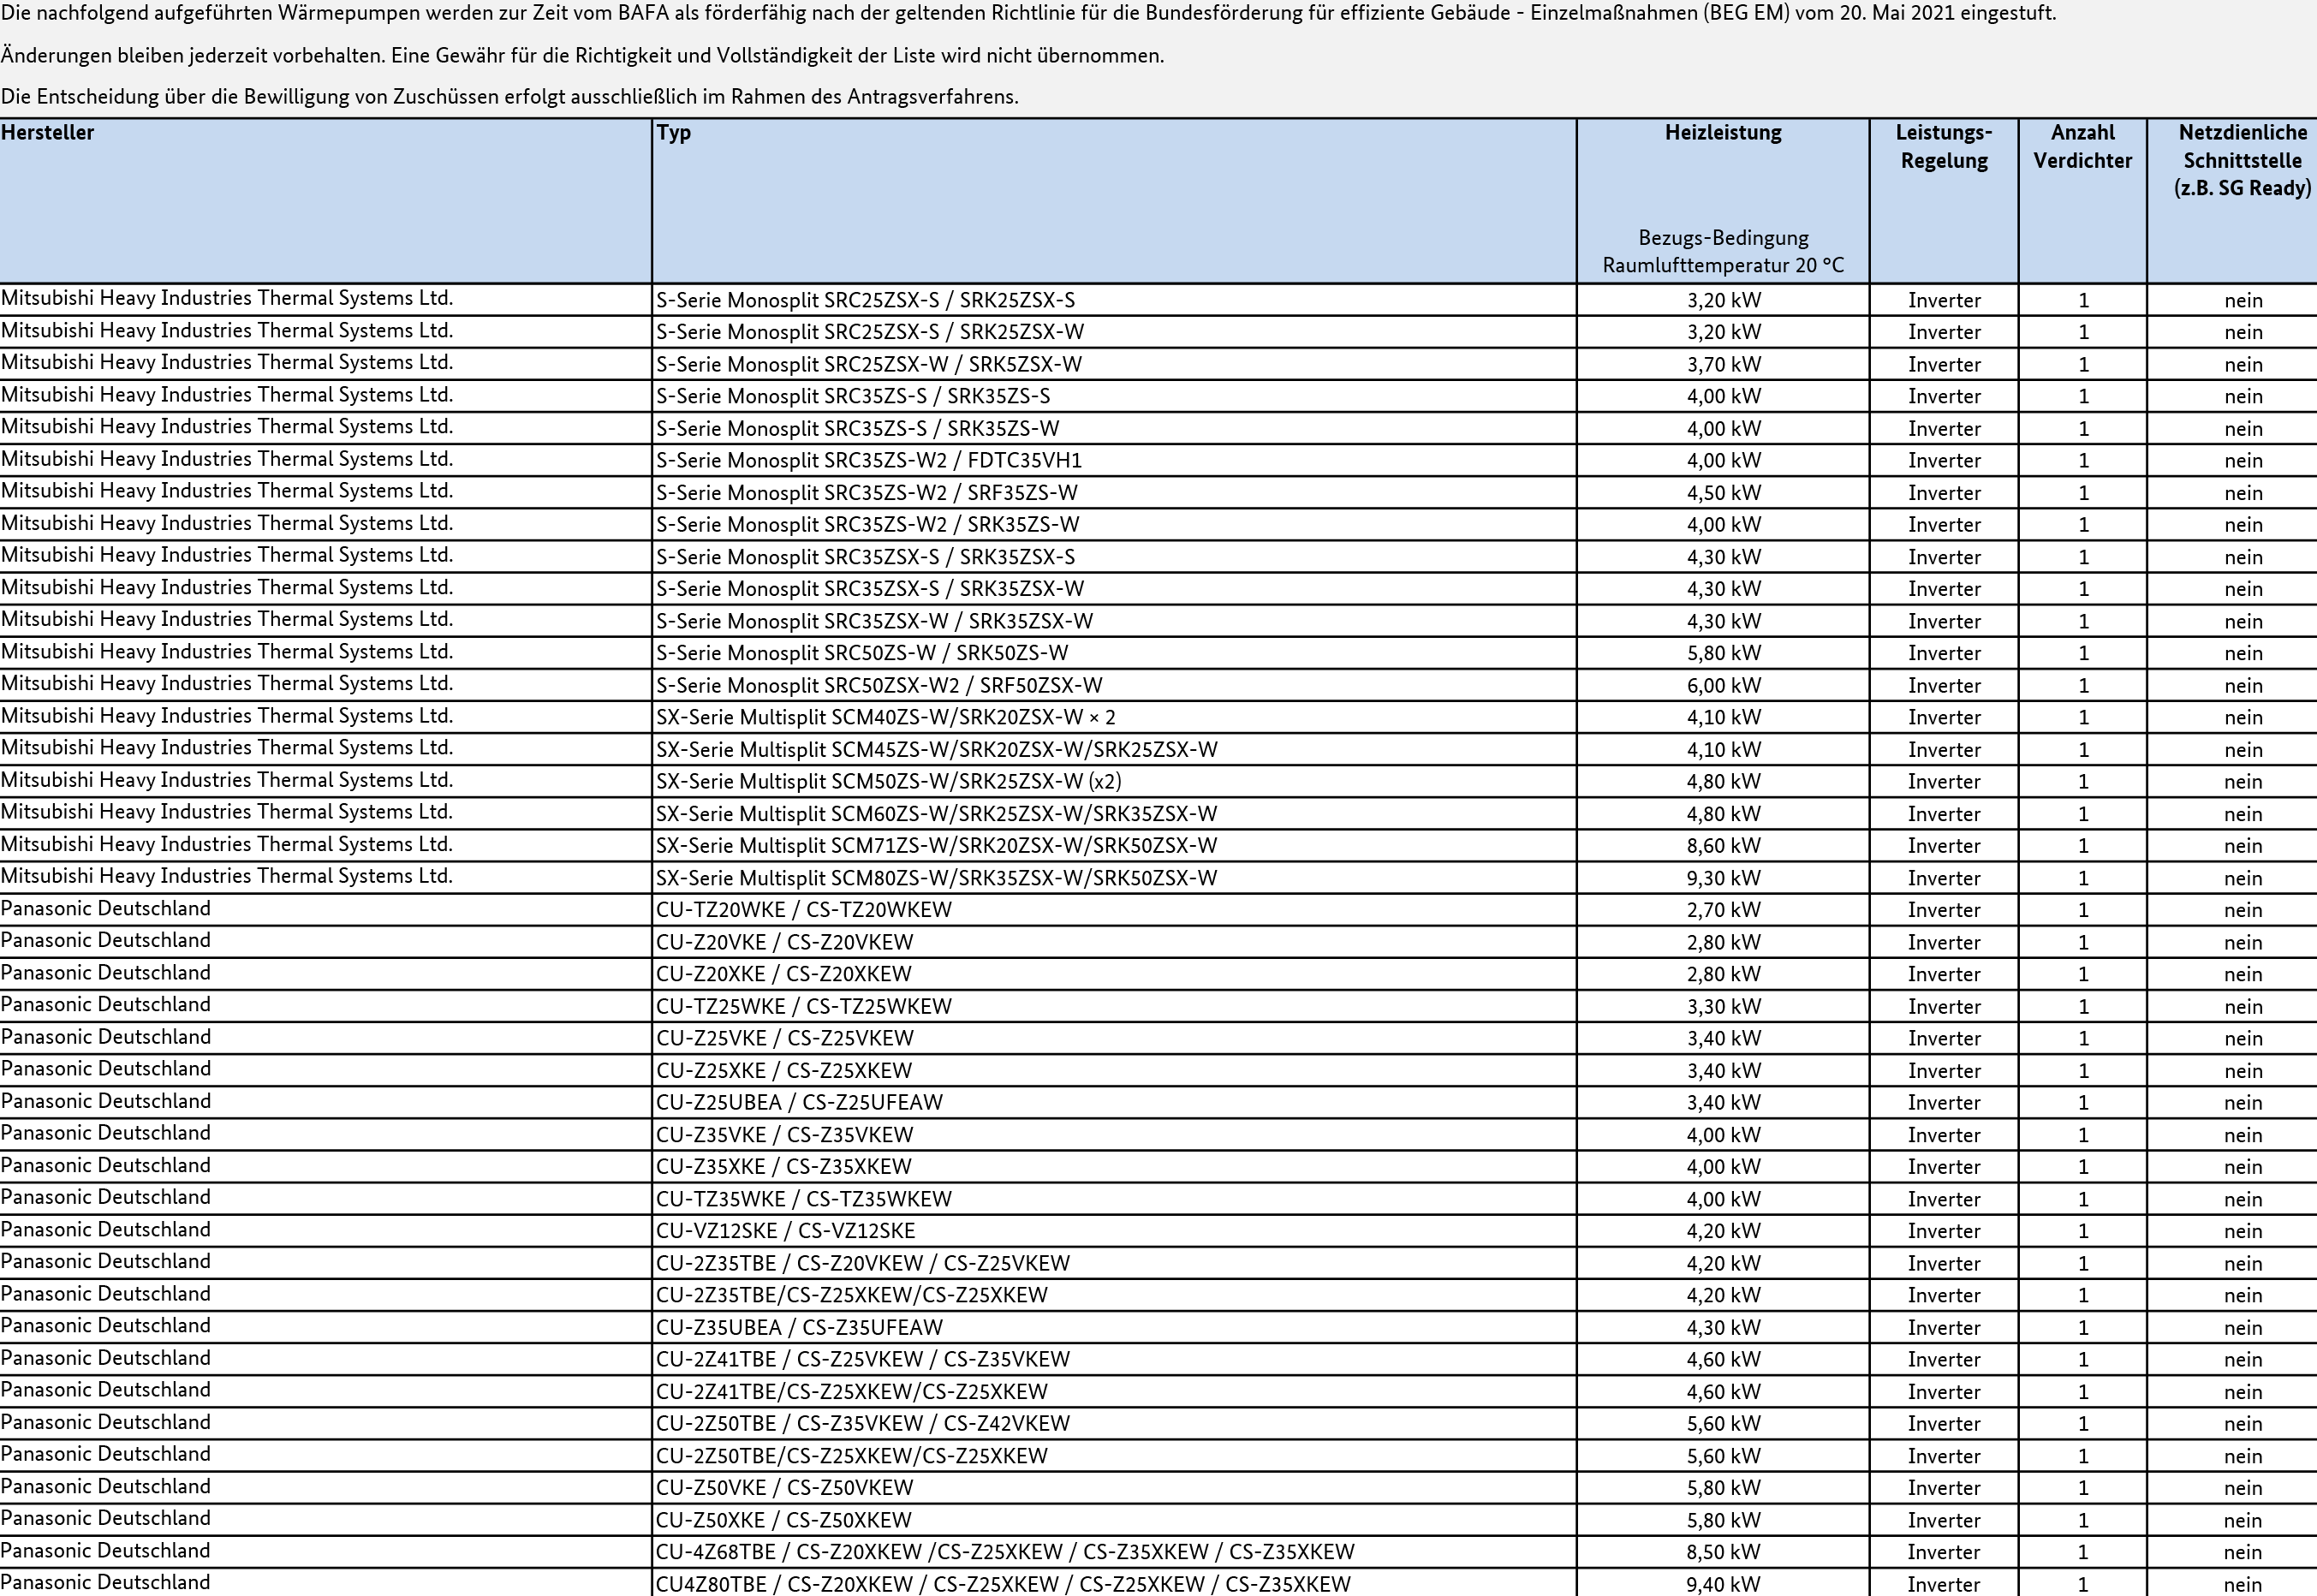 Die nachfolgend aufgeführten Wärmepumpen werden zur Zeit vom BAFA als förderfähig nach der geltenden Richtlinie für die Bundesförderung für effiziente Gebäude - Einzelmaßnahmen (BEG EM) vom 20. Mai 2021 eingestuft.
Änderungen bleiben jederzeit vorbehalten. Eine Gewähr für die Richtigkeit und Vollständigkeit der Liste wird nicht übernommen.
Die Entscheidung über die Bewilligung von Zuschüssen erfolgt ausschließlich im Rahmen des Antragsverfahrens.
Hersteller Typ Heizleistung Leistungs- Anzahl Netzdienliche
Regelung Verdichter Schnittstelle
(z.B. SG Ready)
Bezugs-Bedingung
Raumlufttemperatur 20 °C
Mitsubishi Heavy Industries Thermal Systems Ltd. S-Serie Monosplit SRC25ZSX-S / SRK25ZSX-S 3,20 kW Inverter 1 nein
Mitsubishi Heavy Industries Thermal Systems Ltd. S-Serie Monosplit SRC25ZSX-S / SRK25ZSX-W 3,20 kW Inverter 1 nein
Mitsubishi Heavy Industries Thermal Systems Ltd. S-Serie Monosplit SRC25ZSX-W / SRK5ZSX-W 3,70 kW Inverter 1 nein
Mitsubishi Heavy Industries Thermal Systems Ltd. S-Serie Monosplit SRC35ZS-S / SRK35ZS-S 4,00 kW Inverter 1 nein
Mitsubishi Heavy Industries Thermal Systems Ltd. S-Serie Monosplit SRC35ZS-S / SRK35ZS-W 4,00 kW Inverter 1 nein
Mitsubishi Heavy Industries Thermal Systems Ltd. S-Serie Monosplit SRC35ZS-W2 / FDTC35VH1 4,00 kW Inverter 1 nein
Mitsubishi Heavy Industries Thermal Systems Ltd. S-Serie Monosplit SRC35ZS-W2 / SRF35ZS-W 4,50 kW Inverter 1 nein
Mitsubishi Heavy Industries Thermal Systems Ltd. S-Serie Monosplit SRC35ZS-W2 / SRK35ZS-W 4,00 kW Inverter 1 nein
Mitsubishi Heavy Industries Thermal Systems Ltd. S-Serie Monosplit SRC35ZSX-S / SRK35ZSX-S 4,30 kW Inverter 1 nein
Mitsubishi Heavy Industries Thermal Systems Ltd. S-Serie Monosplit SRC35ZSX-S / SRK35ZSX-W 4,30 kW Inverter 1 nein
Mitsubishi Heavy Industries Thermal Systems Ltd. S-Serie Monosplit SRC35ZSX-W / SRK35ZSX-W 4,30 kW Inverter 1 nein
Mitsubishi Heavy Industries Thermal Systems Ltd. S-Serie Monosplit SRC50ZS-W / SRK50ZS-W 5,80 kW Inverter 1 nein
Mitsubishi Heavy Industries Thermal Systems Ltd. S-Serie Monosplit SRC50ZSX-W2 / SRF50ZSX-W 6,00 kW Inverter 1 nein
Mitsubishi Heavy Industries Thermal Systems Ltd. SX-Serie Multisplit SCM40ZS-W/SRK20ZSX-W × 2 4,10 kW Inverter 1 nein
Mitsubishi Heavy Industries Thermal Systems Ltd. SX-Serie Multisplit SCM45ZS-W/SRK20ZSX-W/SRK25ZSX-W 4,10 kW Inverter 1 nein
Mitsubishi Heavy Industries Thermal Systems Ltd. SX-Serie Multisplit SCM50ZS-W/SRK25ZSX-W (x2) 4,80 kW Inverter 1 nein
Mitsubishi Heavy Industries Thermal Systems Ltd. SX-Serie Multisplit SCM60ZS-W/SRK25ZSX-W/SRK35ZSX-W 4,80 kW Inverter 1 nein
Mitsubishi Heavy Industries Thermal Systems Ltd. SX-Serie Multisplit SCM71ZS-W/SRK20ZSX-W/SRK50ZSX-W 8,60 kW Inverter 1 nein
Mitsubishi Heavy Industries Thermal Systems Ltd. SX-Serie Multisplit SCM80ZS-W/SRK35ZSX-W/SRK50ZSX-W 9,30 kW Inverter 1 nein
Panasonic Deutschland CU-TZ20WKE / CS-TZ20WKEW 2,70 kW Inverter 1 nein
Panasonic Deutschland CU-Z20VKE / CS-Z20VKEW 2,80 kW Inverter 1 nein
Panasonic Deutschland CU-Z20XKE / CS-Z20XKEW 2,80 kW Inverter 1 nein
Panasonic Deutschland CU-TZ25WKE / CS-TZ25WKEW 3,30 kW Inverter 1 nein
Panasonic Deutschland CU-Z25VKE / CS-Z25VKEW 3,40 kW Inverter 1 nein
Panasonic Deutschland CU-Z25XKE / CS-Z25XKEW 3,40 kW Inverter 1 nein
Panasonic Deutschland CU-Z25UBEA / CS-Z25UFEAW 3,40 kW Inverter 1 nein
Panasonic Deutschland CU-Z35VKE / CS-Z35VKEW 4,00 kW Inverter 1 nein
Panasonic Deutschland CU-Z35XKE / CS-Z35XKEW 4,00 kW Inverter 1 nein
Panasonic Deutschland CU-TZ35WKE / CS-TZ35WKEW 4,00 kW Inverter 1 nein
Panasonic Deutschland CU-VZ12SKE / CS-VZ12SKE 4,20 kW Inverter 1 nein
Panasonic Deutschland CU-2Z35TBE / CS-Z20VKEW / CS-Z25VKEW 4,20 kW Inverter 1 nein
Panasonic Deutschland CU-2Z35TBE/CS-Z25XKEW/CS-Z25XKEW 4,20 kW Inverter 1 nein
Panasonic Deutschland CU-Z35UBEA / CS-Z35UFEAW 4,30 kW Inverter 1 nein
Panasonic Deutschland CU-2Z41TBE / CS-Z25VKEW / CS-Z35VKEW 4,60 kW Inverter 1 nein
Panasonic Deutschland CU-2Z41TBE/CS-Z25XKEW/CS-Z25XKEW 4,60 kW Inverter 1 nein
Panasonic Deutschland CU-2Z50TBE / CS-Z35VKEW / CS-Z42VKEW 5,60 kW Inverter 1 nein
Panasonic Deutschland CU-2Z50TBE/CS-Z25XKEW/CS-Z25XKEW 5,60 kW Inverter 1 nein
Panasonic Deutschland CU-Z50VKE / CS-Z50VKEW 5,80 kW Inverter 1 nein
Panasonic Deutschland CU-Z50XKE / CS-Z50XKEW 5,80 kW Inverter 1 nein
Panasonic Deutschland CU-4Z68TBE / CS-Z20XKEW /CS-Z25XKEW / CS-Z35XKEW / CS-Z35XKEW 8,50 kW Inverter 1 nein
Panasonic Deutschland CU4Z80TBE / CS-Z20XKEW / CS-Z25XKEW / CS-Z25XKEW / CS-Z35XKEW 9,40 kW Inverter 1 nein